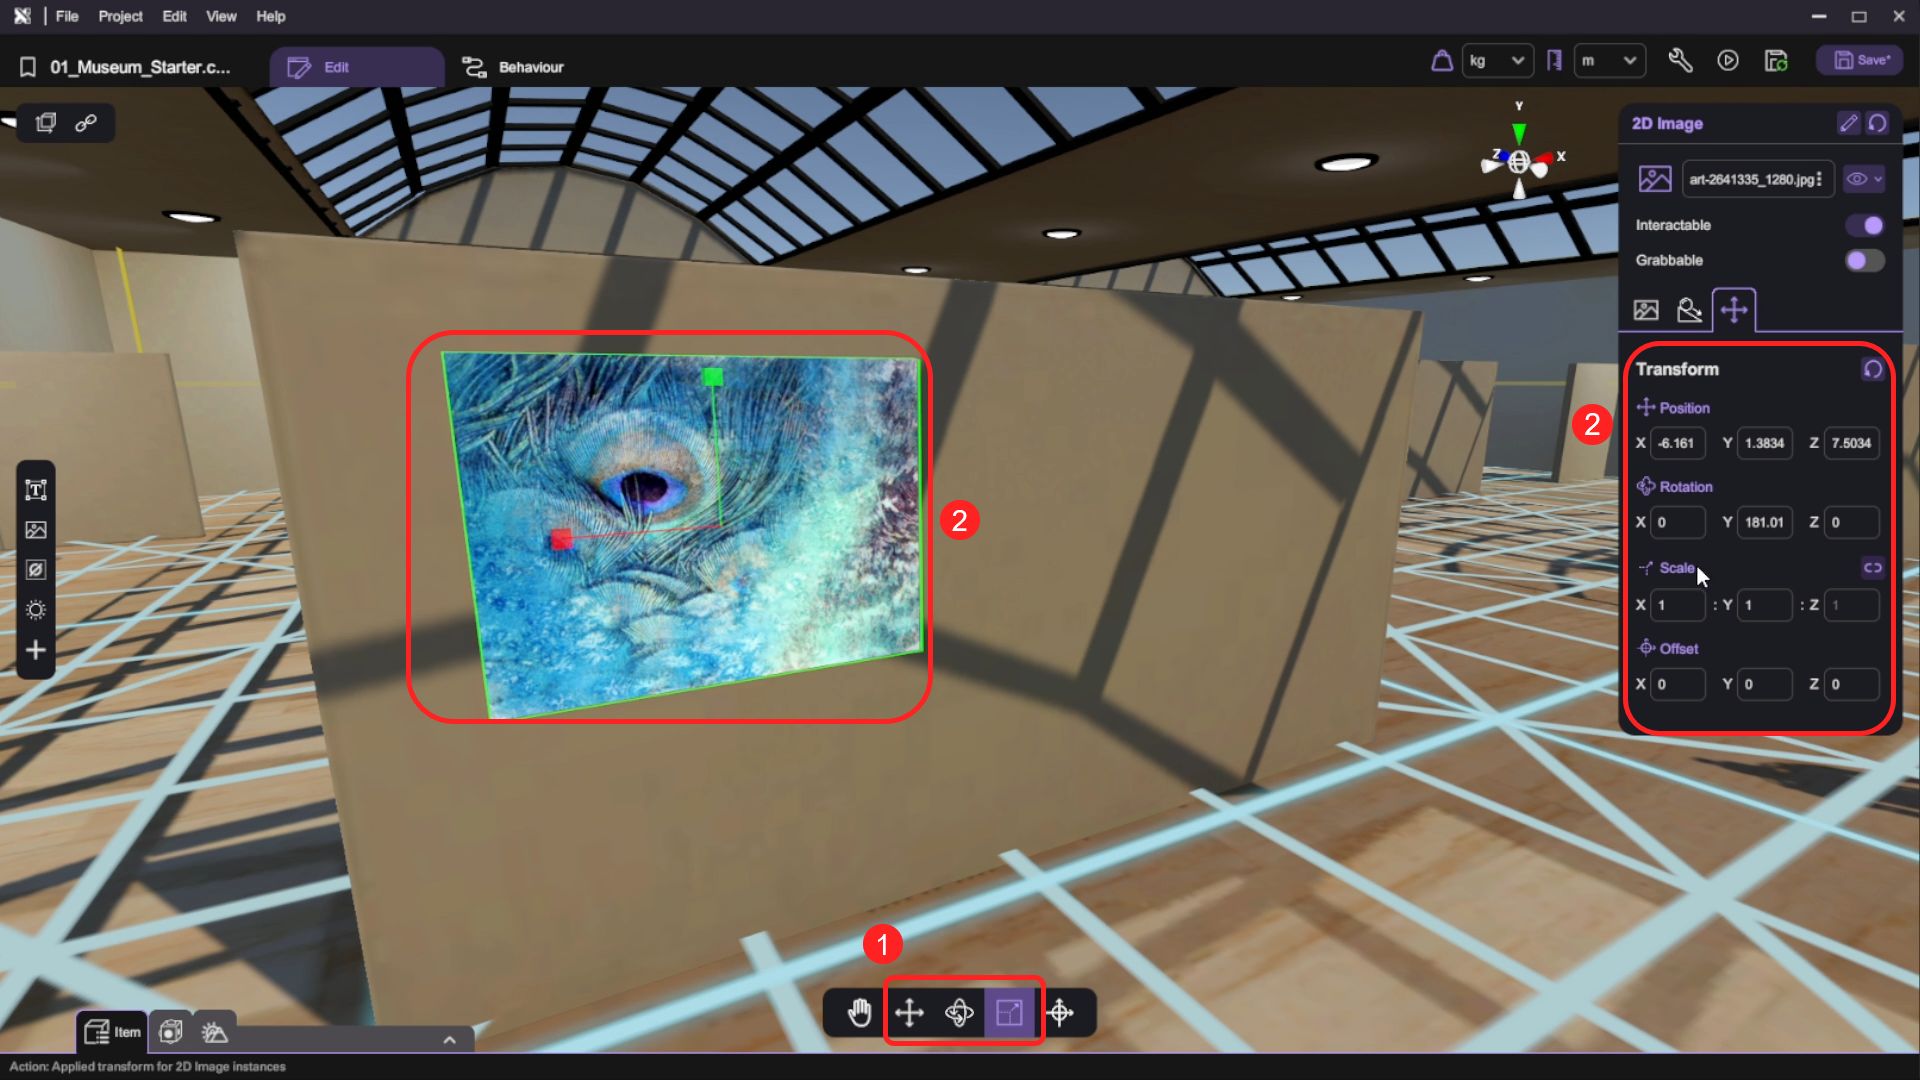 File Project Edit View Help
01_Museum_Starter.c... Edit Behaviour kg m Save*
Y
Z X
2D Image
art-2641335_1280.jpg
Interactable
Grabbable
Transform
Position
X -6.161 Y 1.3834 Z 7.5034
Rotation
X 0 Y 181.01 Z 0
Scale
X 1 : Y 1 : Z 1
Offset
X 0 Y 0 Z 0
2
2
1
T
Item
Action: Applied transform for 2D Image instances